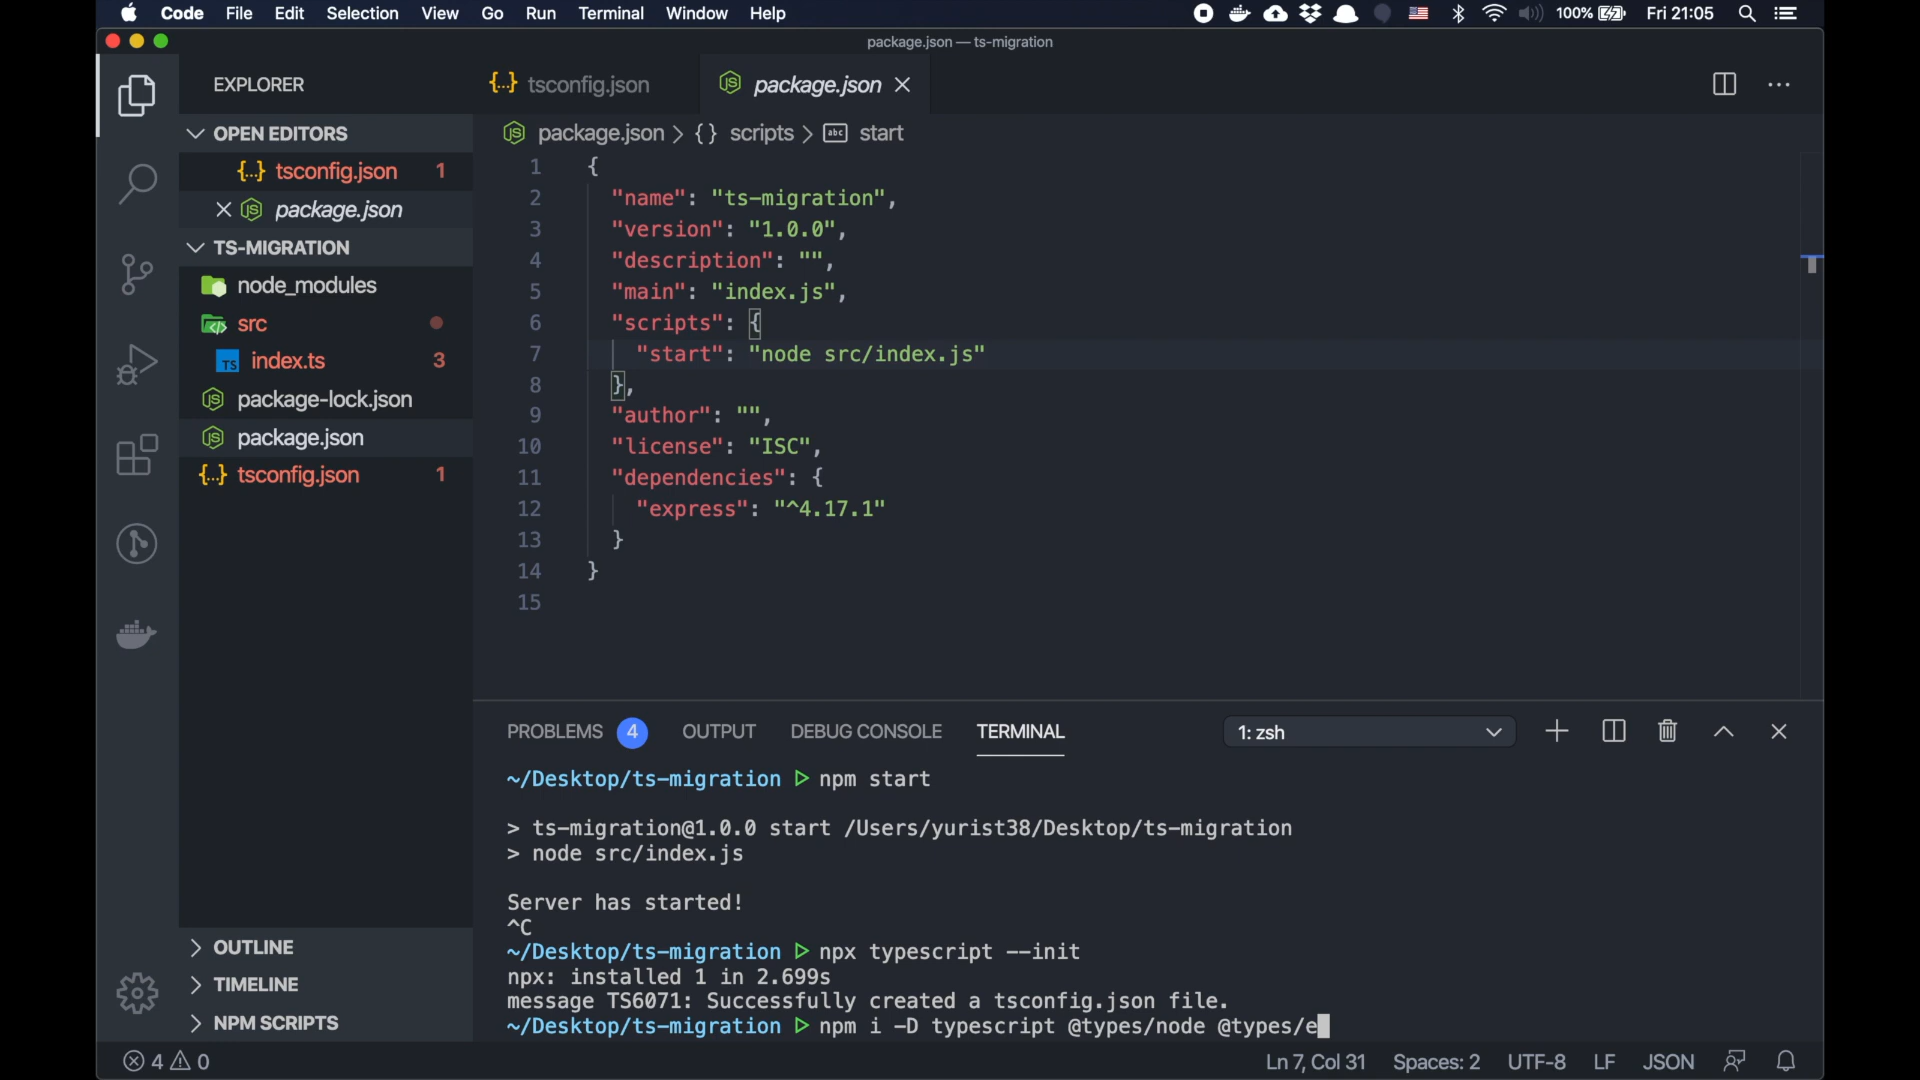 Code File Edit Selection View Go Run Terminal Window Help 100% Fri 21:05
package.json — ts-migration
EXPLORER
{..} tsconfig.json
package.json
OPEN EDITORS
package.json > {} scripts > abc start
{..} tsconfig.json 1
package.json
TS-MIGRATION
node_modules
src
TS index.ts 3
package-lock.json
package.json
{..} tsconfig.json 1
OUTLINE
TIMELINE
NPM SCRIPTS
1 {
2 "name": "ts-migration",
3 "version": "1.0.0",
4 "description": "",
5 "main": "index.js",
6 "scripts": {
7 "start": "node src/index.js"
8 },
9 "author": "",
10 "license": "ISC",
11 "dependencies": {
12 "express": "^4.17.1"
13 }
14 }
15
PROBLEMS 4 OUTPUT DEBUG CONSOLE TERMINAL 1: zsh
~/Desktop/ts-migration ▷ npm start
> ts-migration@1.0.0 start /Users/yurist38/Desktop/ts-migration
> node src/index.js
Server has started!
^C
~/Desktop/ts-migration ▷ npx typescript --init
npx: installed 1 in 2.699s
message TS6071: Successfully created a tsconfig.json file.
~/Desktop/ts-migration ▷ npm i -D typescript @types/node @types/e
4 0 Ln 7, Col 31 Spaces: 2 UTF-8 LF JSON